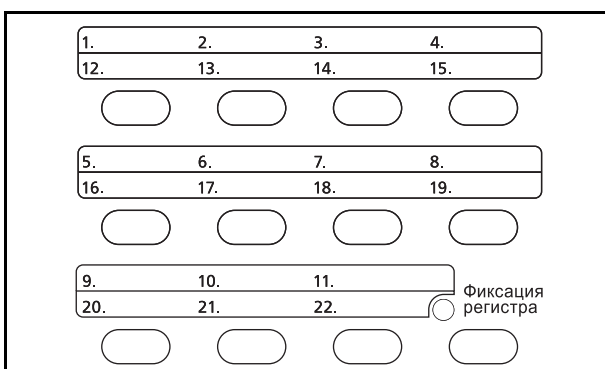 1. 2. 3. 4.
12. 13. 14. 15.
5. 6. 7. 8.
16. 17. 18. 19.
9. 10. 11.
20. 21. 22.
Фиксация
регистра